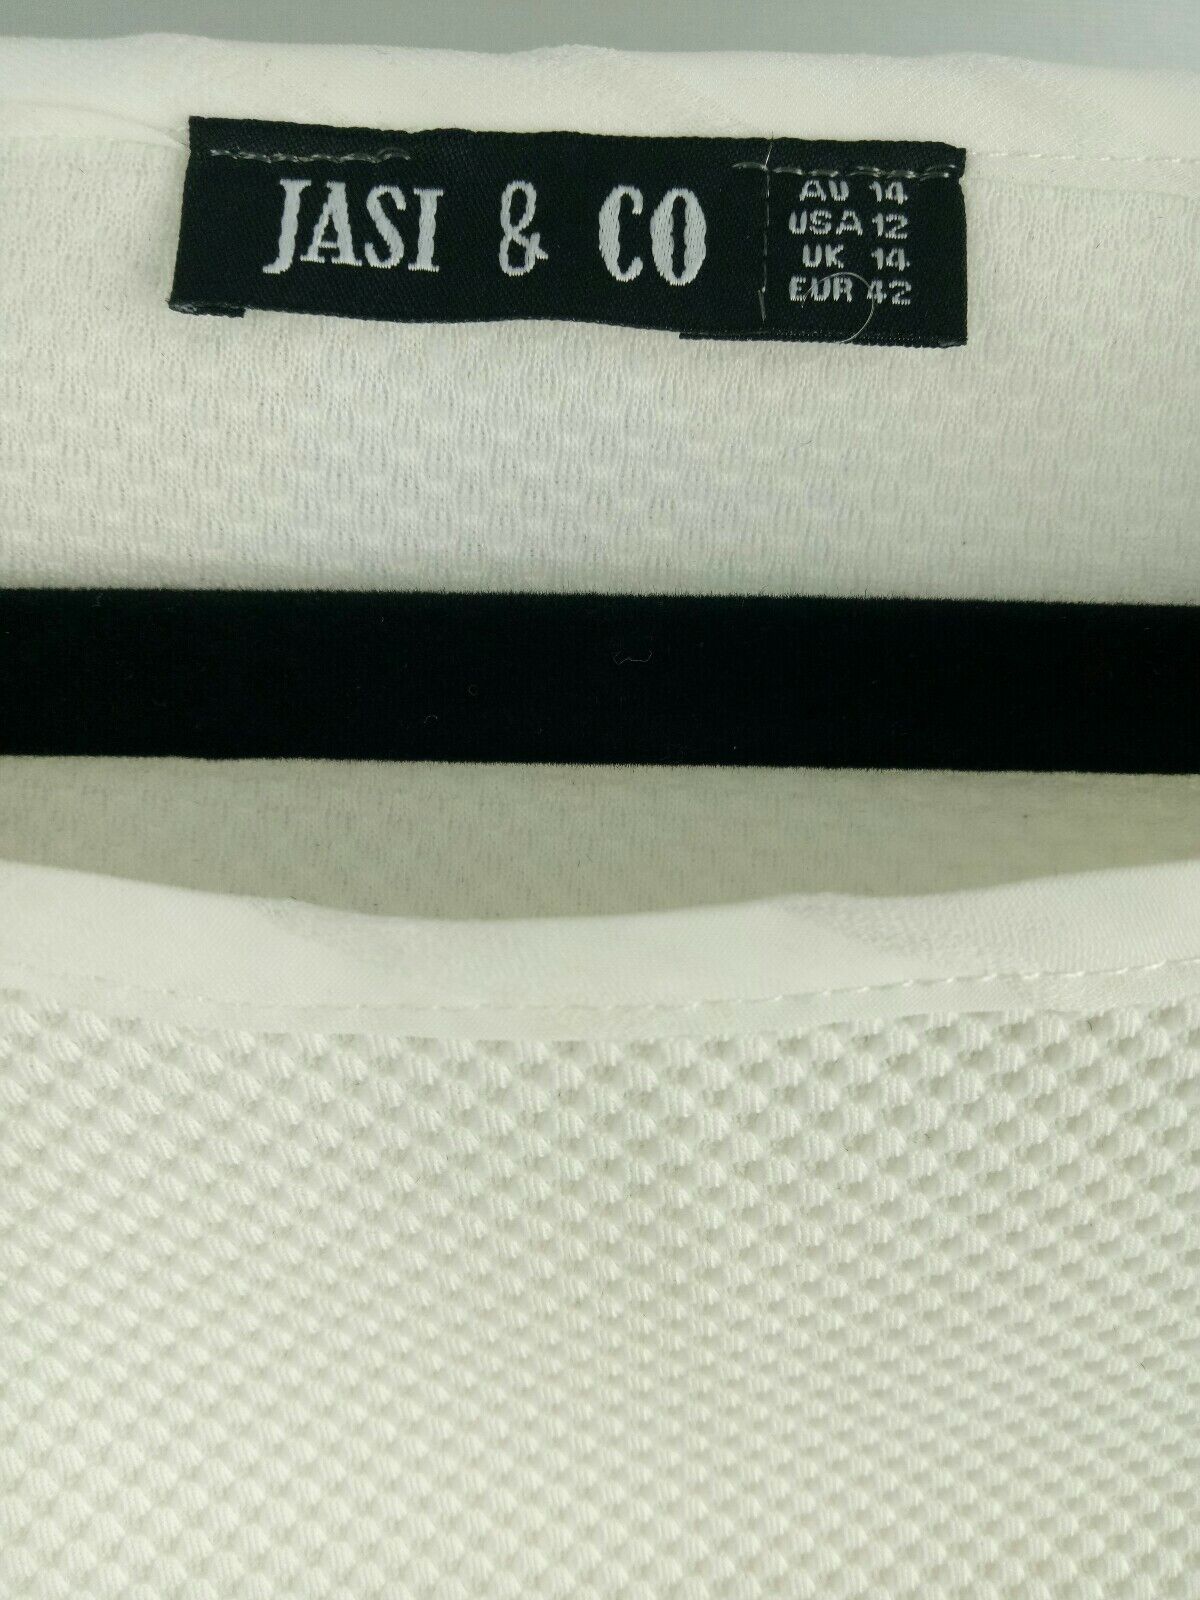 JASI & CO
AU 14
USA 12
UK 14
EUR 42